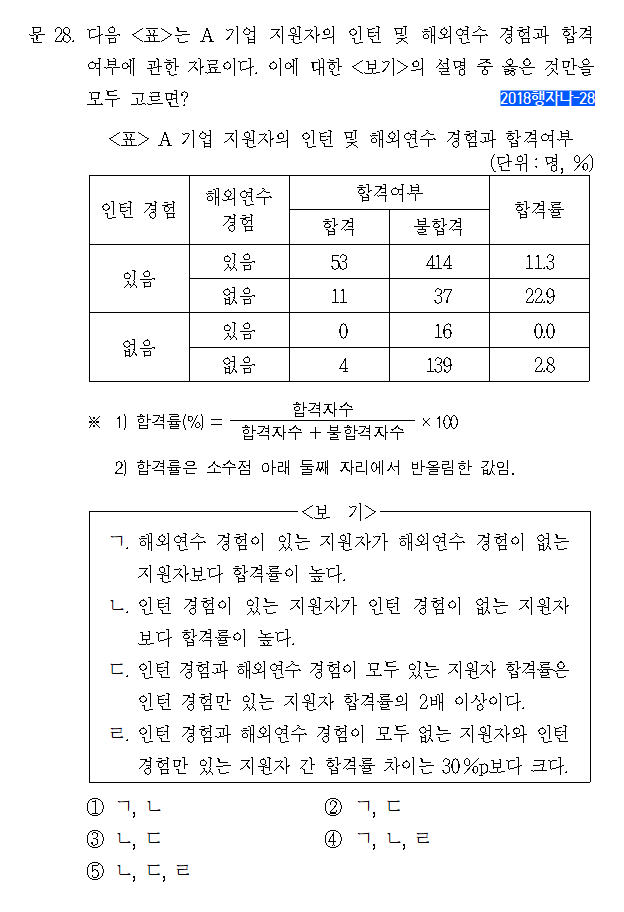 문 28. 다음 <표>는 A 기업 지원자의 인턴 및 해외연수 경험과 합격
여부에 관한 자료이다. 이에 대한 <보기>의 설명 중 옳은 것만을
모두 고르면?
2018행자나-28
<표> A 기업 지원자의 인턴 및 해외연수 경험과 합격여부
(단위 : 명, %)
인턴 경험 해외연수 경험 합격여부 합격률
합격 불합격
있음 있음 53 414 11.3
없음 11 37 22.9
없음 있음 0 16 0.0
없음 4 139 2.8
※ 1) 합격률(%) = 합격자수 / 합격자수 + 불합격자수 × 100
2) 합격률은 소수점 아래 둘째 자리에서 반올림한 값임.
<보 기>
ㄱ. 해외연수 경험이 있는 지원자가 해외연수 경험이 없는
지원자보다 합격률이 높다.
ㄴ. 인턴 경험이 있는 지원자가 인턴 경험이 없는 지원자
보다 합격률이 높다.
ㄷ. 인턴 경험과 해외연수 경험이 모두 있는 지원자 합격률은
인턴 경험만 있는 지원자 합격률의 2배 이상이다.
ㄹ. 인턴 경험과 해외연수 경험이 모두 없는 지원자와 인턴
경험만 있는 지원자 간 합격률 차이는 30%p보다 크다.
① ㄱ, ㄴ ② ㄱ, ㄷ
③ ㄴ, ㄷ ④ ㄱ, ㄴ, ㄹ
⑤ ㄴ, ㄷ, ㄹ